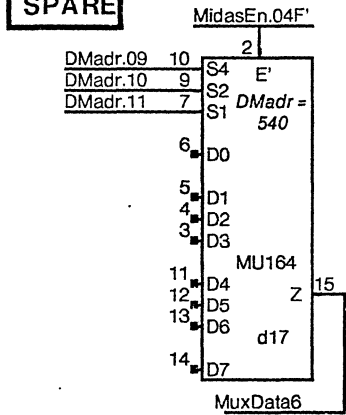 SPARE
MidasEn.04F'
2
DMadr.09 10 S4 E'
DMadr.10 9 S2 DMadr =
DMadr.11 7 S1 540
6 D0
5 D1
4 D2
3 D3
MU164
11 D4 Z 15
12 D5
13 D6 d17
14 D7
MuxData6